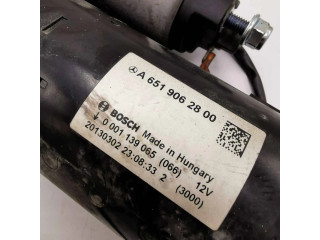 A 651 906 28 00
BOSCH Made in Hungary
0 001 139 065 (066) 12V
20130302 23:08:33 2 (3000)